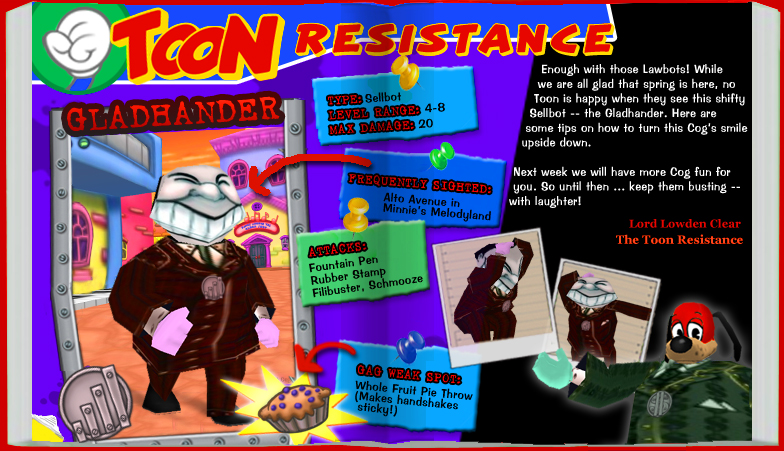 TOON RESISTANCE
GLADHANDER
TYPE: Sellbot
LEVEL RANGE: 4-8
MAX DAMAGE: 20
FREQUENTLY SIGHTED:
Alto Avenue in
Minnie's Melodyland
ATTACKS:
Fountain Pen
Rubber Stamp
Filibuster, Schmooze
GAG WEAK SPOT:
Whole Fruit Pie Throw
(Makes handshakes
sticky!)
Enough with those Lawbots! While
we are all glad that spring is here, no
Toon is happy when they see this shifty
Sellbot -- the Gladhander. Here are
some tips on how to turn this Cog's smile
upside down.
Next week we will have more Cog fun for
you. So until then ... keep them busting --
with laughter!
Lord Lowden Clear
The Toon Resistance